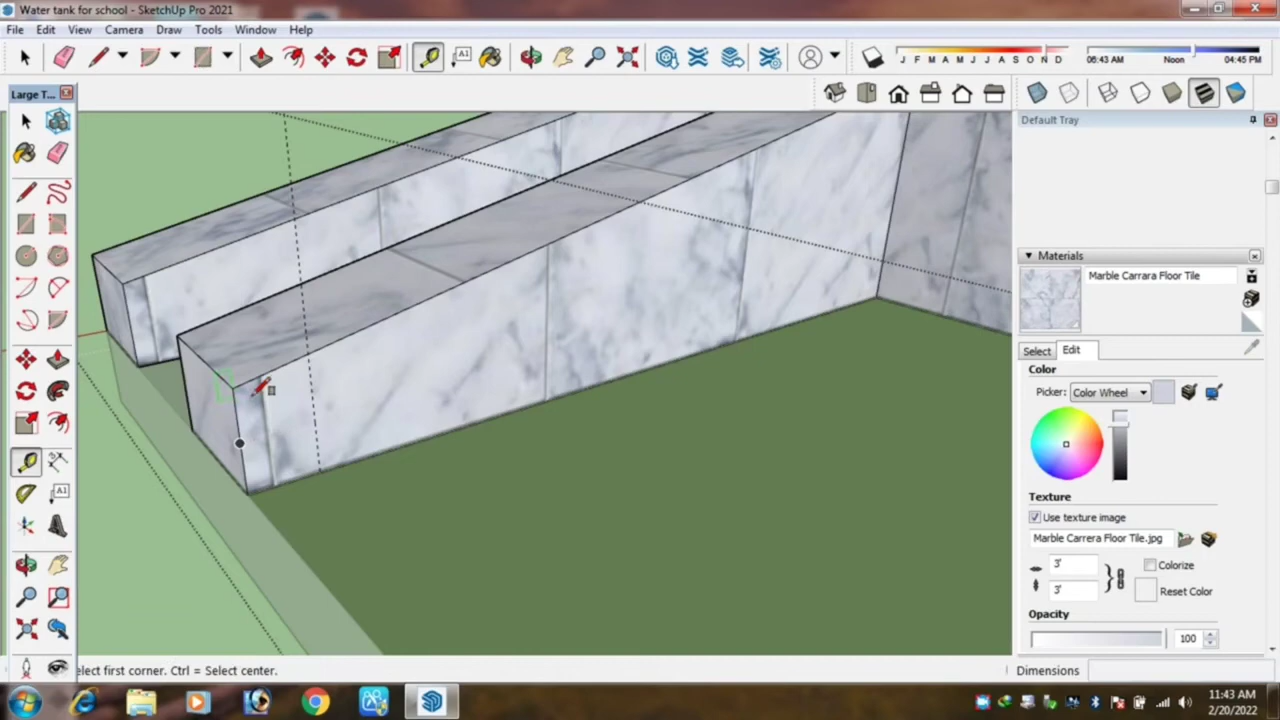 Water tank for school - SketchUp Pro 2021
File Edit View Camera Draw Tools Window Help
J F M A M J J A S O N D 06:43 AM Noon 04:45 PM
Large T...
Default Tray
Materials
Marble Carrara Floor Tile
Select Edit
Color
Picker: Color Wheel
Texture
Use texture image
Marble Carrera Floor Tile.jpg
3' Colorize
3' Reset Color
Opacity
100
elect first corner. Ctrl = Select center.
Dimensions
11:43 AM
2/20/2022